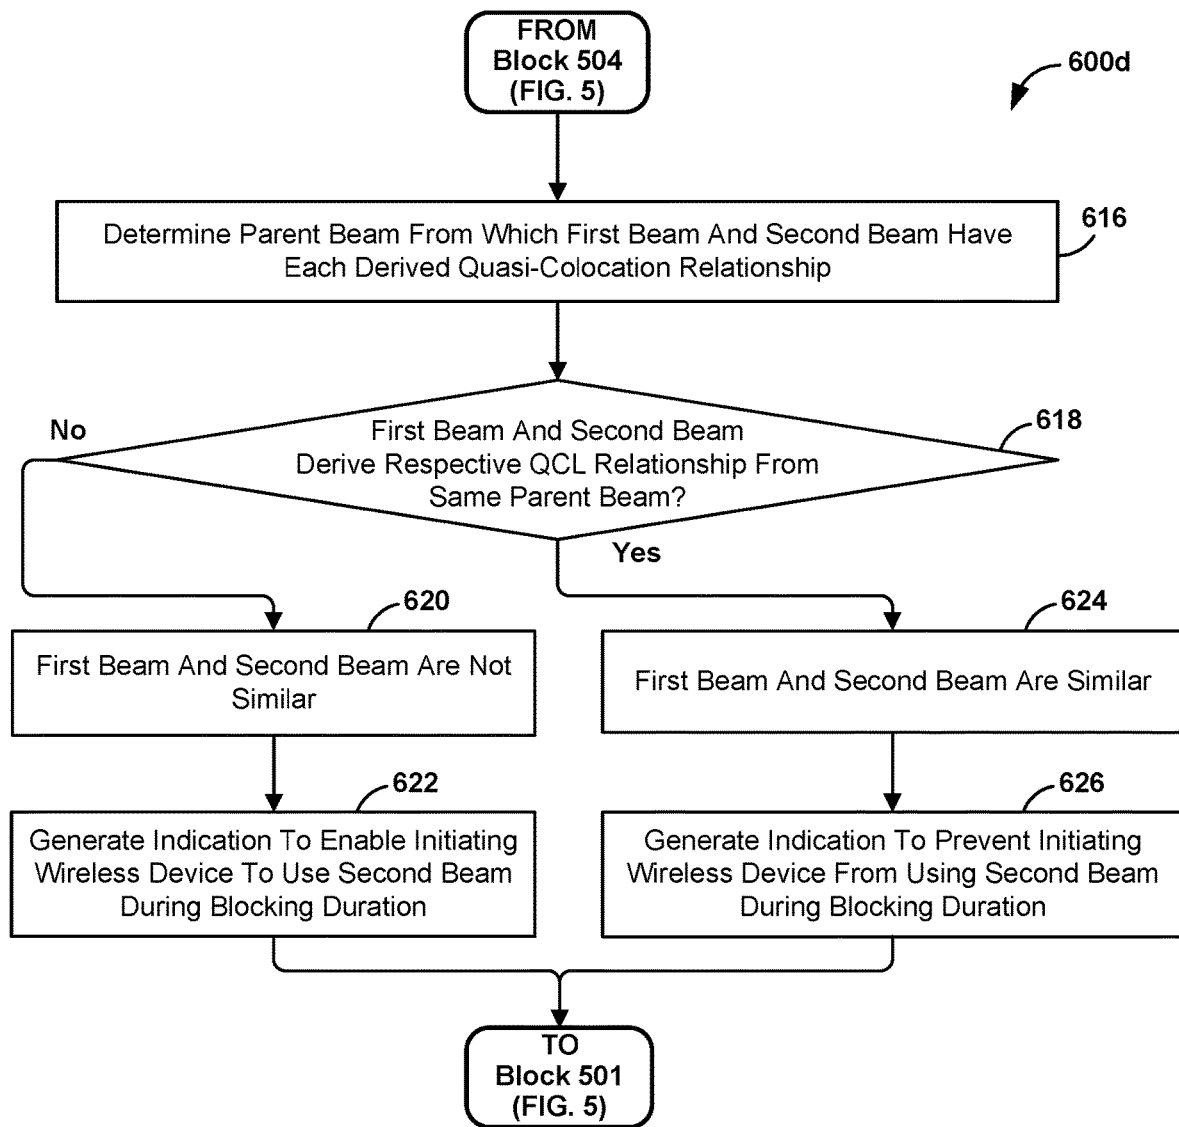 FROM
Block 504
(FIG. 5)
600d
Determine Parent Beam From Which First Beam And Second Beam Have
Each Derived Quasi-Colocation Relationship
616
First Beam And Second Beam
Derive Respective QCL Relationship From
Same Parent Beam?
618
No
Yes
620
First Beam And Second Beam Are Not
Similar
624
First Beam And Second Beam Are Similar
622
Generate Indication To Enable Initiating
Wireless Device To Use Second Beam
During Blocking Duration
626
Generate Indication To Prevent Initiating
Wireless Device From Using Second Beam
During Blocking Duration
TO
Block 501
(FIG. 5)